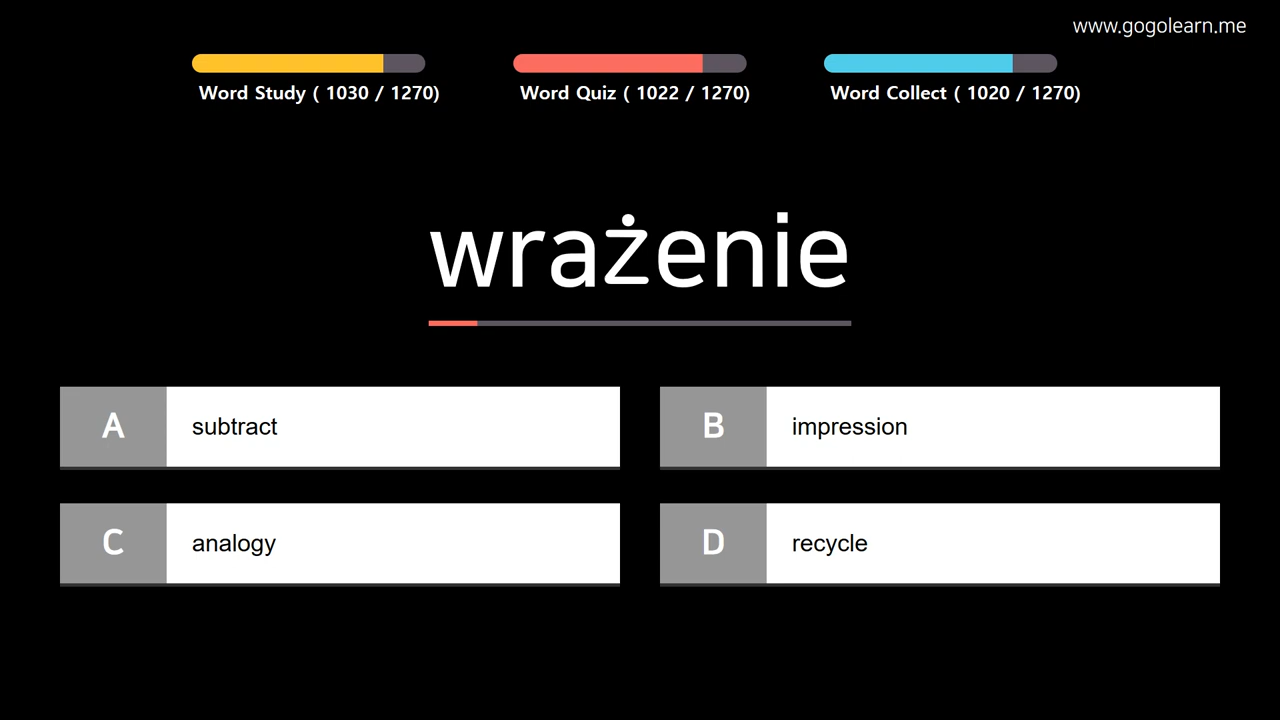 www.gogolearn.me
Word Study ( 1030 / 1270)
Word Quiz ( 1022 / 1270)
Word Collect ( 1020 / 1270)
wrażenie
A subtract
B impression
C analogy
D recycle